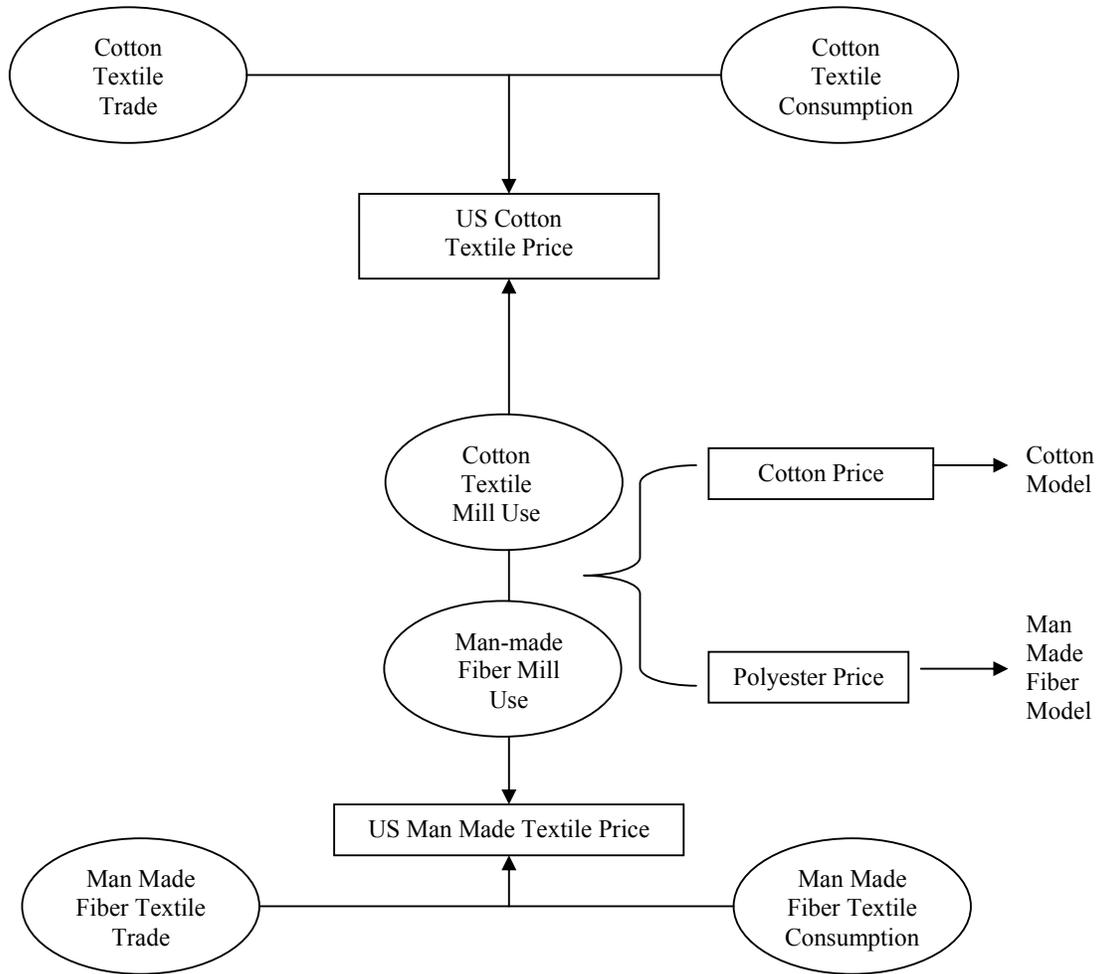 Cotton
Textile
Trade
Cotton
Textile
Consumption
US Cotton
Textile Price
Cotton
Textile
Mill Use
Cotton Price
Cotton
Model
Man-made
Fiber Mill
Use
Polyester Price
Man
Made
Fiber
Model
US Man Made Textile Price
Man Made
Fiber Textile
Trade
Man Made
Fiber Textile
Consumption